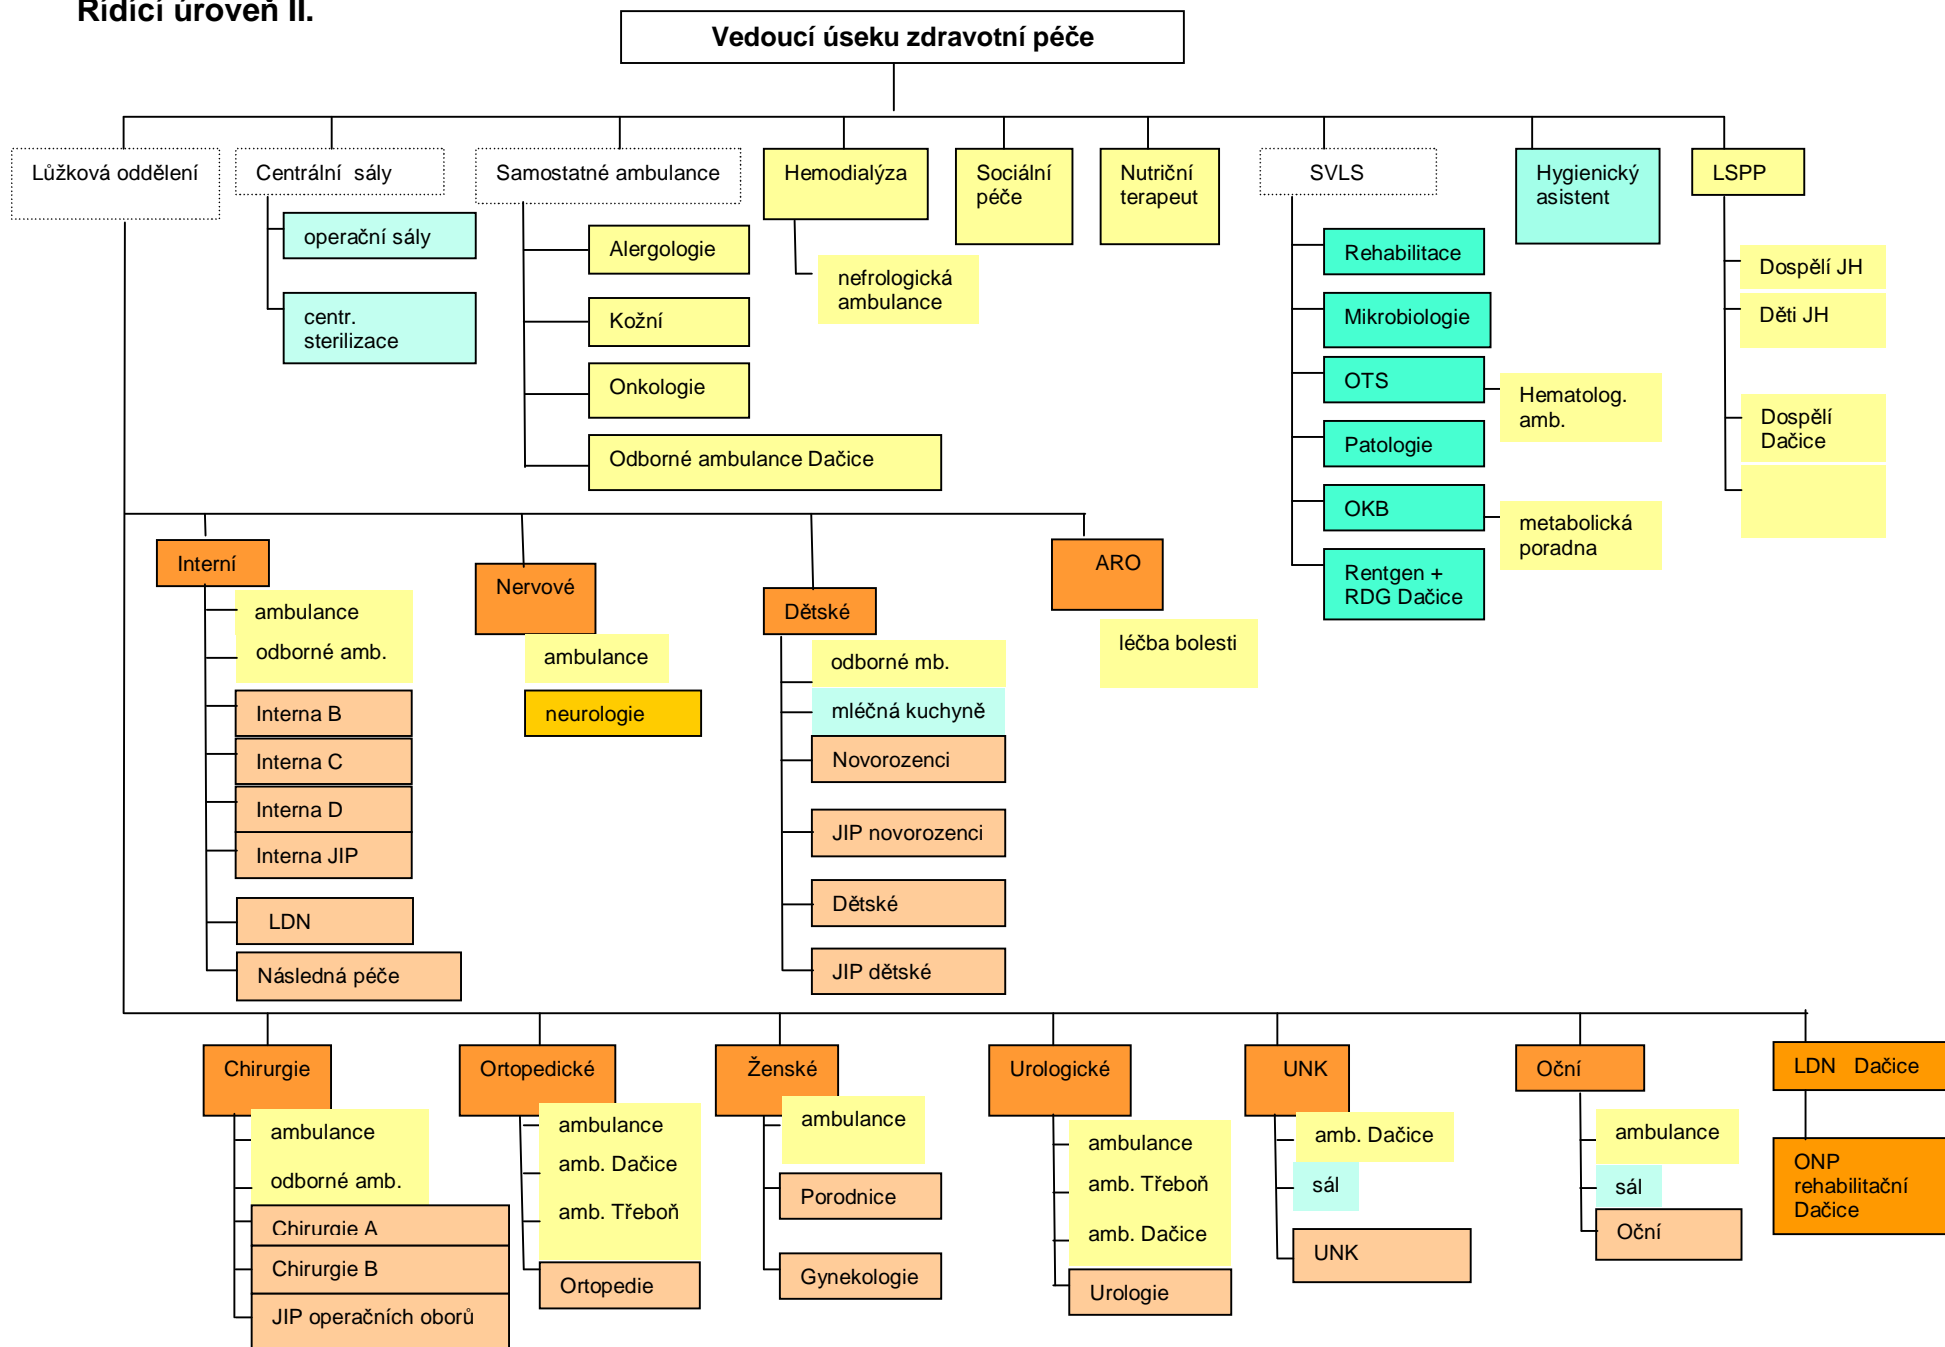 Řídící úroveň II.
Vedoucí úseku zdravotní péče
Lůžková oddělení
Centrální sály
Samostatné ambulance
Hemodialýza
Sociální
péče
Nutriční
terapeut
SVLS
Hygienický
asistent
LSPP
operační sály
centr.
sterilizace
Alergologie
Kožní
Onkologie
Odborné ambulance Dačice
nefrologická
ambulance
Rehabilitace
Mikrobiologie
OTS
Hematolog.
amb.
Patologie
OKB
metabolická
poradna
Rentgen +
RDG Dačice
Dospělí JH
Děti JH
Dospělí
Dačice
Interní
ambulance
odborné amb.
Interna B
Interna C
Interna D
Interna JIP
LDN
Následná péče
Nervové
ambulance
neurologie
Dětské
odborné mb.
mléčná kuchyně
Novorozenci
JIP novorozenci
Dětské
JIP dětské
ARO
léčba bolesti
Chirurgie
ambulance
odborné amb.
Chirurgie A
Chirurgie B
JIP operačních oborů
Ortopedické
ambulance
amb. Dačice
amb. Třeboň
Ortopedie
Ženské
ambulance
Porodnice
Gynekologie
Urologické
ambulance
amb. Třeboň
amb. Dačice
Urologie
UNK
amb. Dačice
sál
UNK
Oční
ambulance
sál
Oční
LDN Dačice
ONP
rehabilitační
Dačice